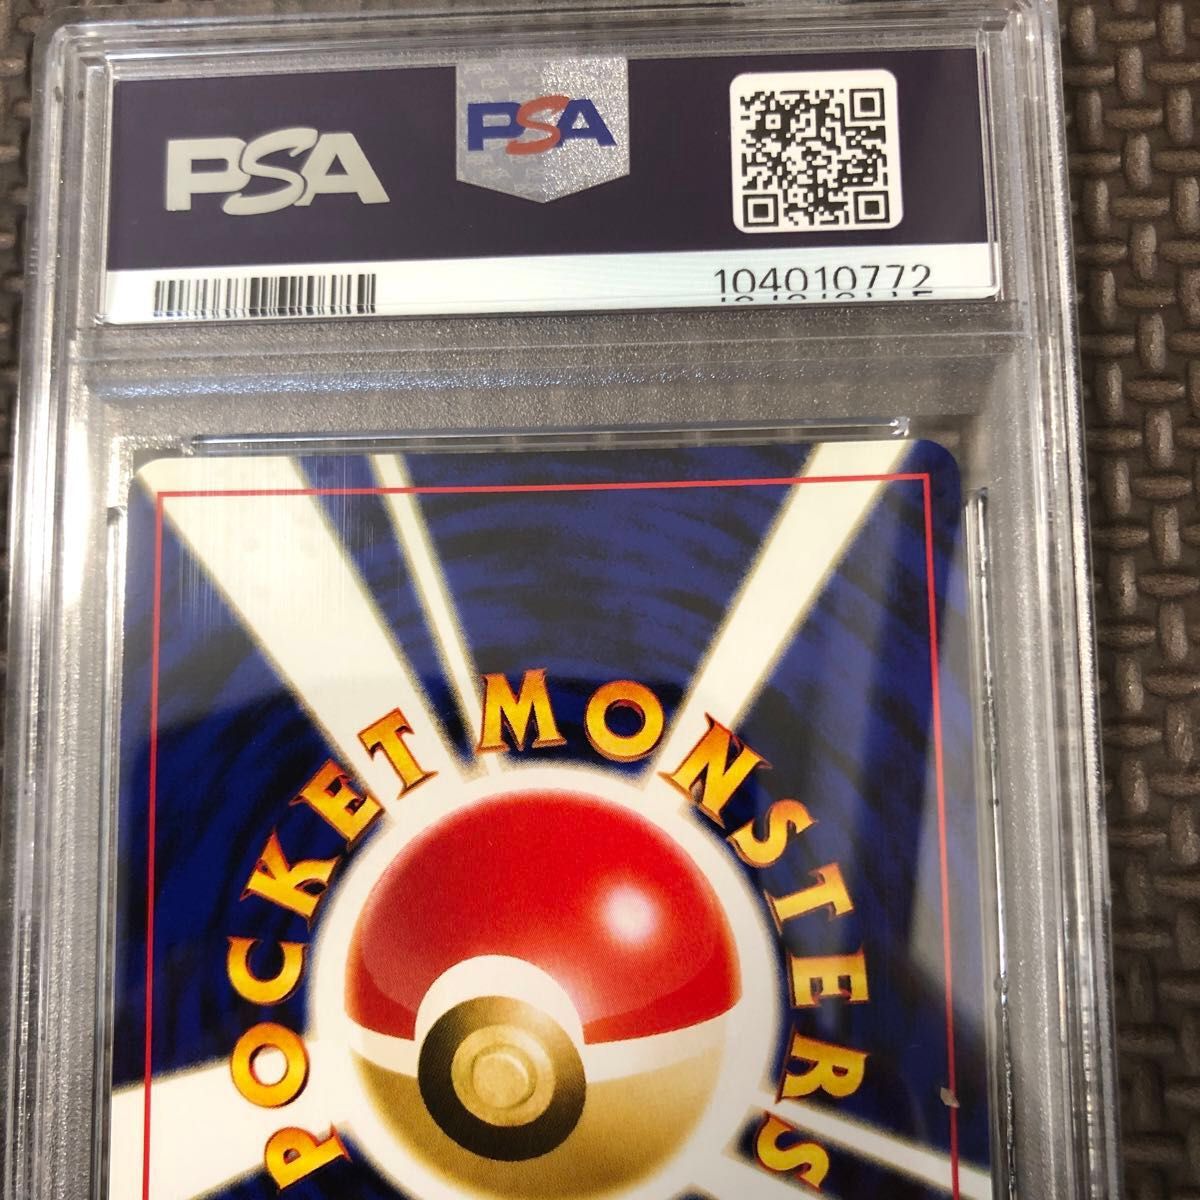 PSA
PSA
104010772
POCKET MONSTERS